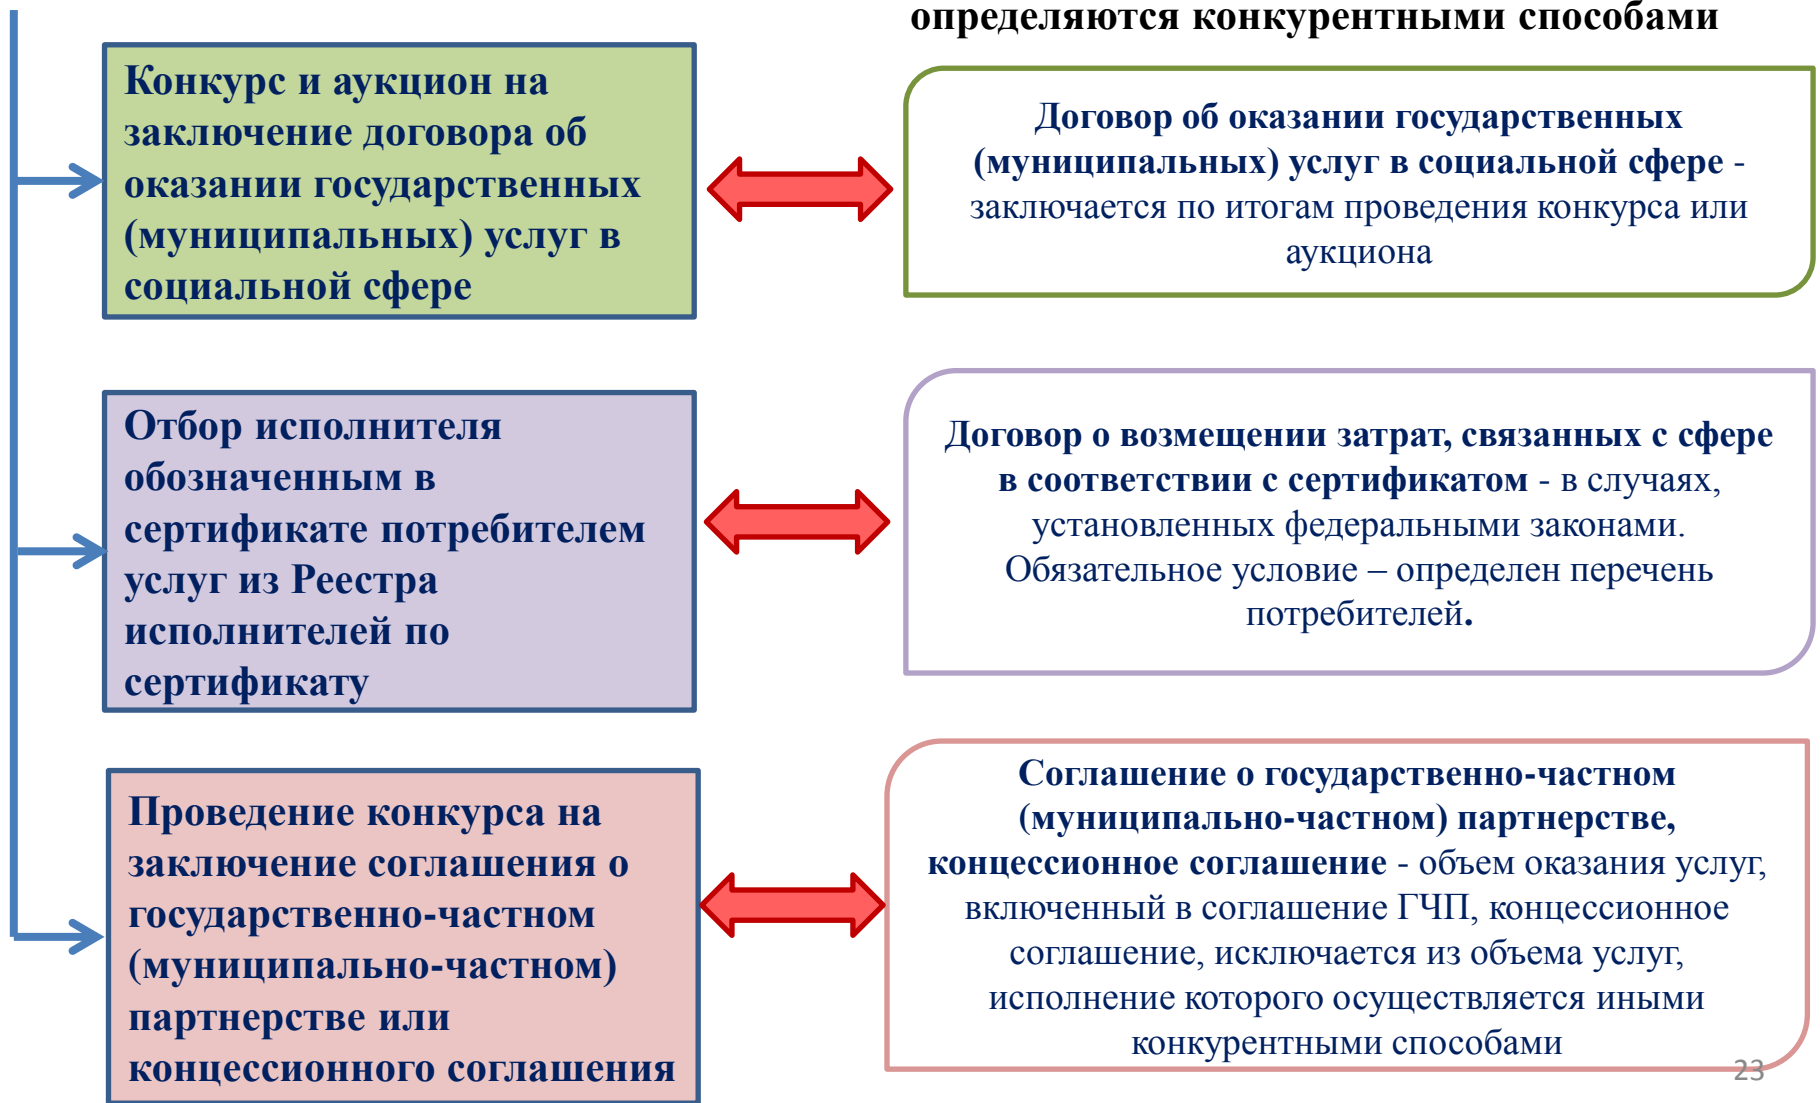 определяются конкурентными способами
Конкурс и аукцион на
заключение договора об
оказании государственных
(муниципальных) услуг в
социальной сфере
Договор об оказании государственных
(муниципальных) услуг в социальной сфере -
заключается по итогам проведения конкурса или
аукциона
Отбор исполнителя
обозначенным в
сертификате потребителем
услуг из Реестра
исполнителей по
сертификату
Договор о возмещении затрат, связанных с сфере
в соответствии с сертификатом - в случаях,
установленных федеральными законами.
Обязательное условие – определен перечень
потребителей.
Проведение конкурса на
заключение соглашения о
государственно-частном
(муниципально-частном)
партнерстве или
концессионного соглашения
Соглашение о государственно-частном
(муниципально-частном) партнерстве,
концессионное соглашение - объем оказания услуг,
включенный в соглашение ГЧП, концессионное
соглашение, исключается из объема услуг,
исполнение которого осуществляется иными
конкурентными способами
23